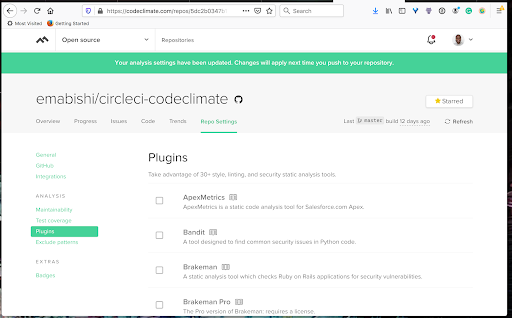 https://codeclimate.com/repos/5dc2b0347b
Search
Most Visited
Getting Started
Open source
Repositories
Your analysis settings have been updated. Changes will apply next time you push to your repository.
emabishi/circleci-codeclimate
Starred
Overview
Progress
Issues
Code
Trends
Repo Settings
Last master build 12 days ago
Refresh
General
GitHub
Integrations
ANALYSIS
Maintainability
Test coverage
Plugins
Exclude patterns
EXTRAS
Badges
Plugins
Take advantage of 30+ style, linting, and security static analysis tools.
ApexMetrics
ApexMetrics is a static code analysis tool for Salesforce.com Apex.
Bandit
A tool designed to find common security issues in Python code.
Brakeman
A static analysis tool which checks Ruby on Rails applications for security vulnerabilities.
Brakeman Pro
The Pro version of Brakeman: requires a license